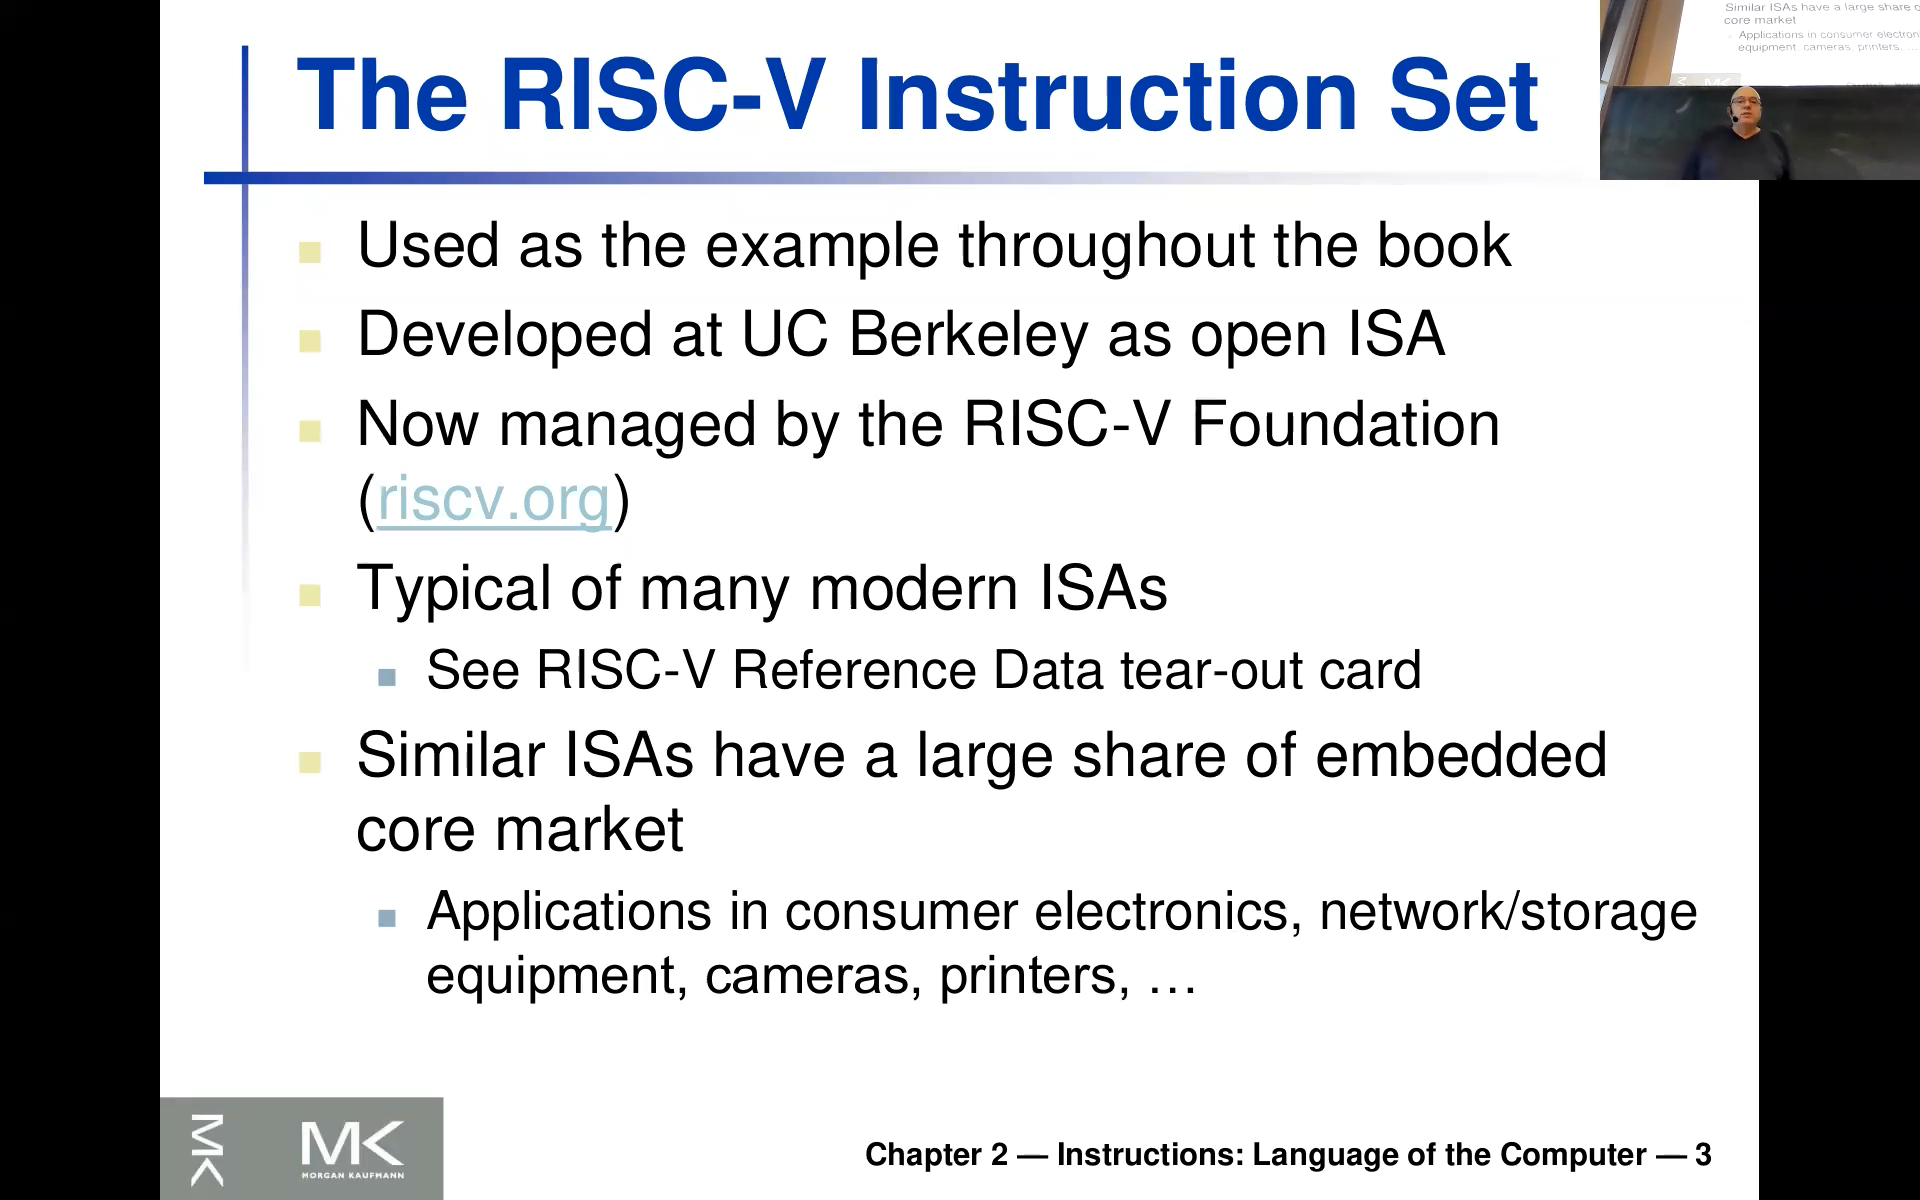 The RISC-V Instruction Set
Used as the example throughout the book
Developed at UC Berkeley as open ISA
Now managed by the RISC-V Foundation
(riscv.org)
Typical of many modern ISAs
See RISC-V Reference Data tear-out card
Similar ISAs have a large share of embedded
core market
Applications in consumer electronics, network/storage
equipment, cameras, printers, …
MK
MK
MORGAN KAUFMANN
Chapter 2 — Instructions: Language of the Computer — 3
Similar ISAs have a large share
core market
Applications in consumer
equipment, cameras, printers, …
MK